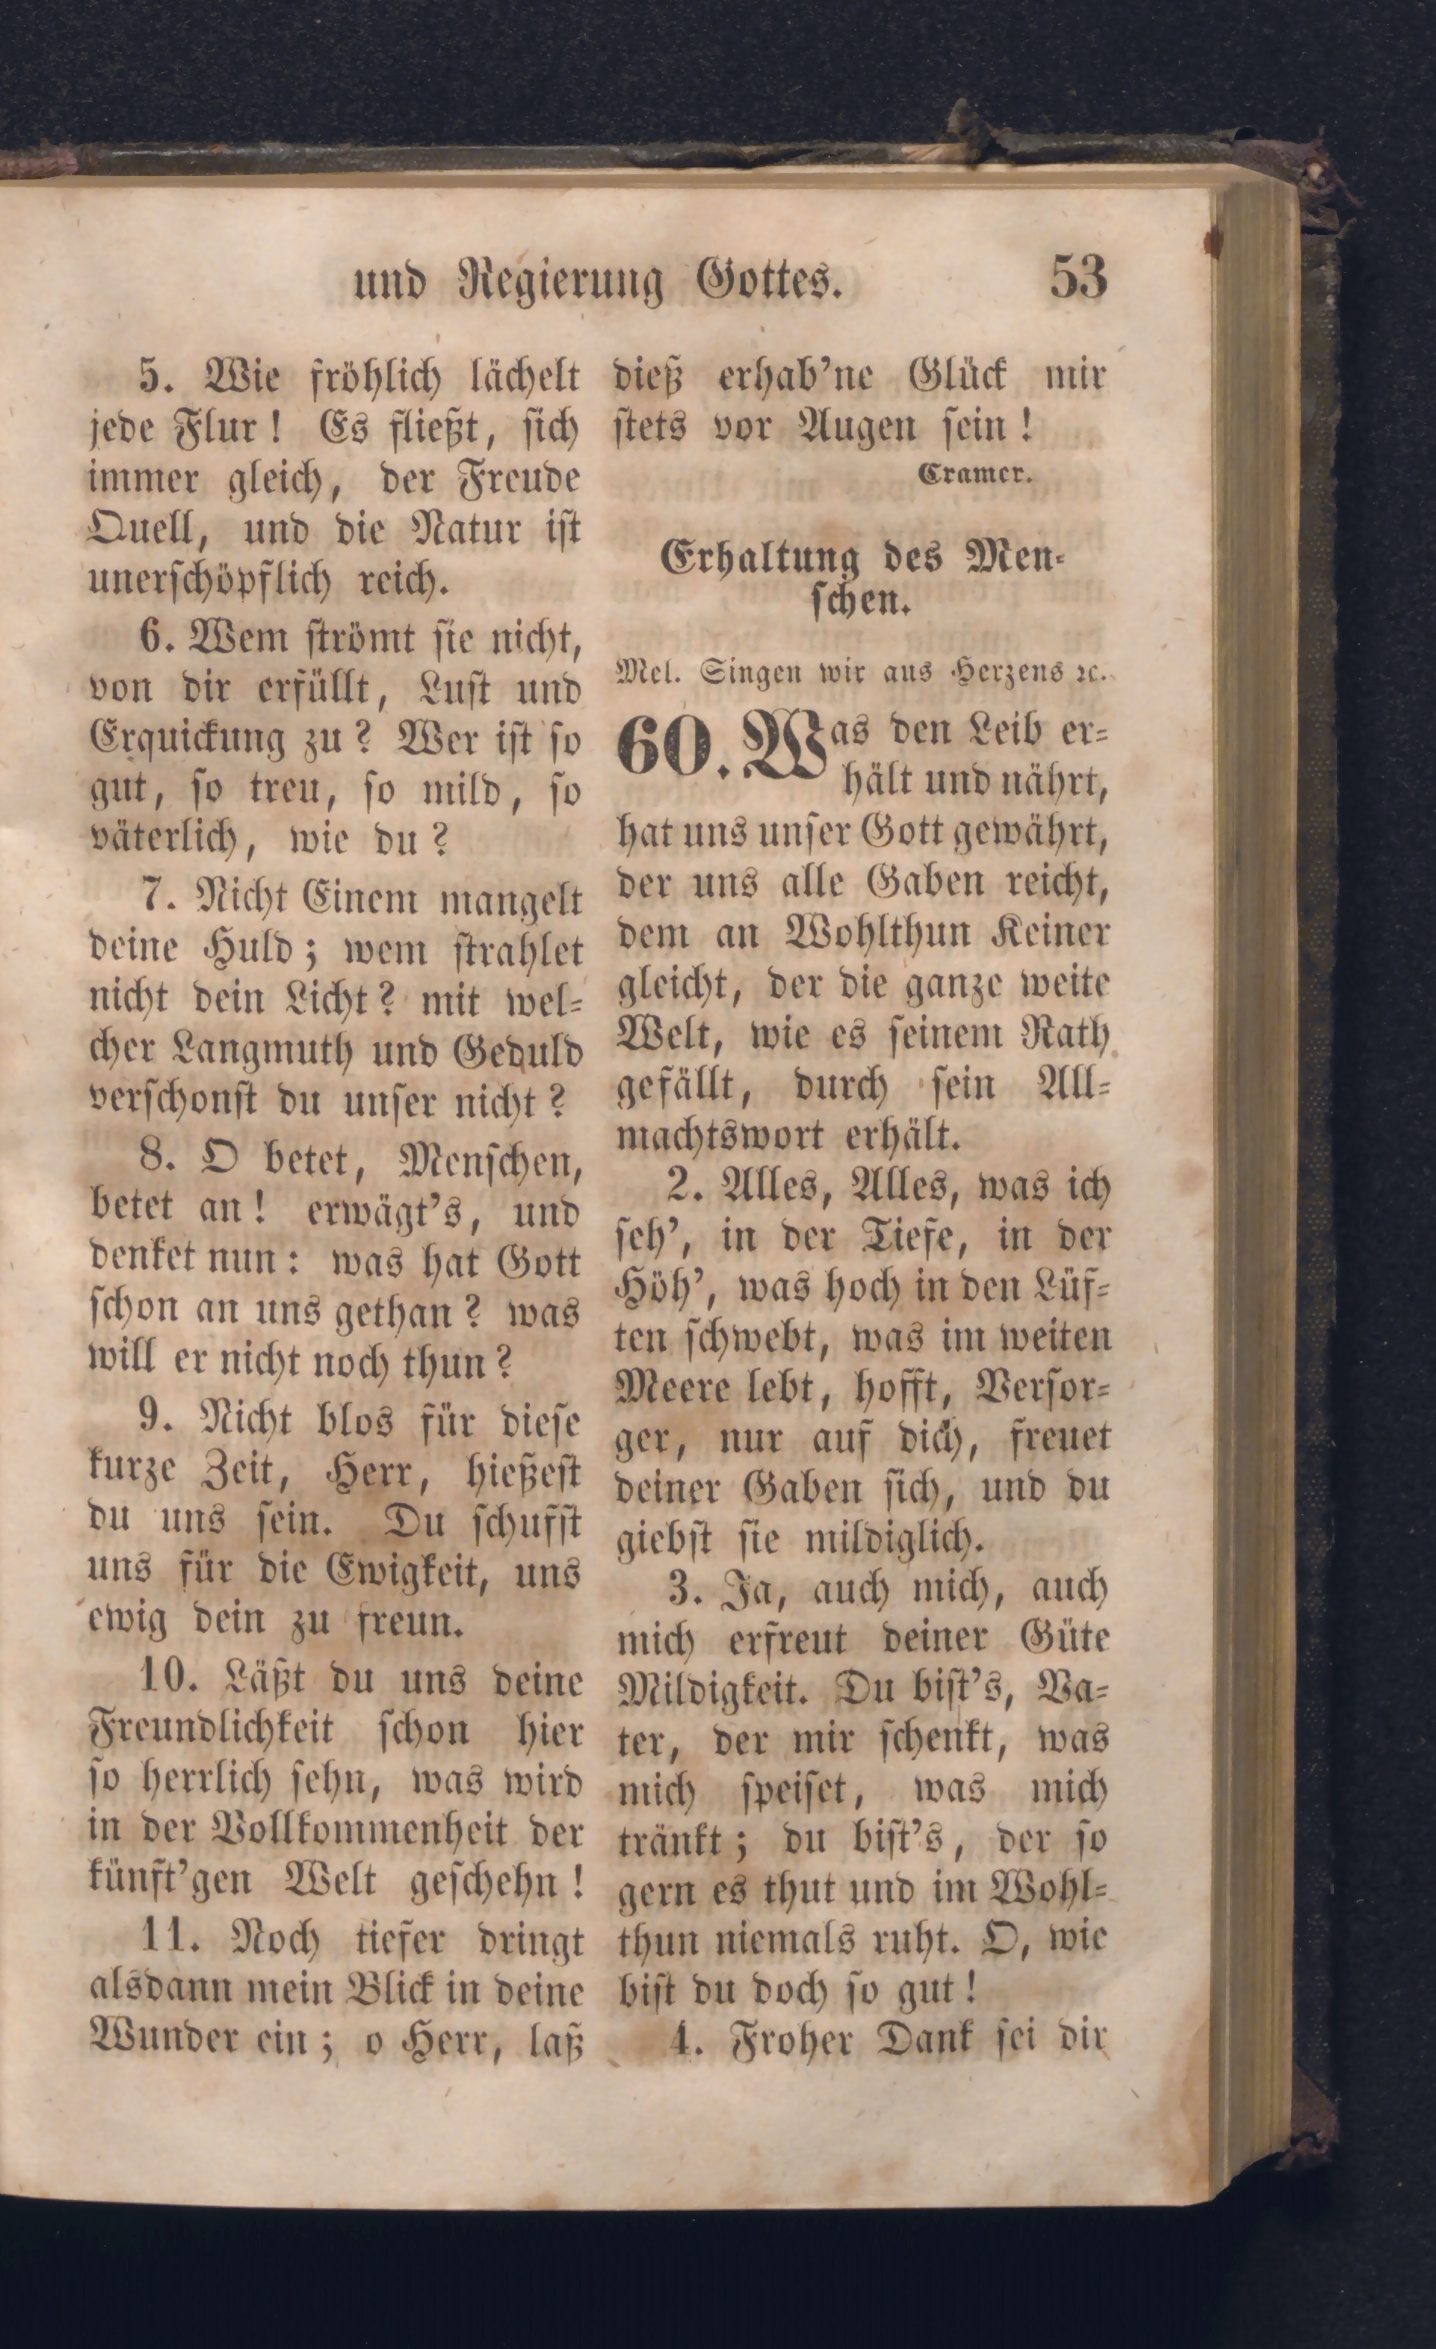 und Regierung Gottes. 53
5. Wie fröhlich lächelt
jede Flur! Es fließt, sich
immer gleich, der Freude
Quell, und die Natur ist
unerschöpflich reich.
6. Wem strömt sie nicht,
von dir erfüllt, Lust und
Erquickung zu? Wer ist so
gut, so treu, so mild, so
väterlich, wie du?
7. Nicht Einem mangelt
deine Huld; wem strahlet
nicht dein Licht? mit wel-
cher Langmuth und Geduld
verschonst du unser nicht?
8. O betet, Menschen,
betet an! erwägt's, und
denket nun: was hat Gott
schon an uns gethan? was
will er nicht noch thun?
9. Nicht blos für diese
kurze Zeit, Herr, hießest
du uns sein. Du schufst
uns für die Ewigkeit, uns
ewig dein zu freun.
10. Läßt du uns deine
Freundlichkeit schon hier
so herrlich sehn, was wird
in der Vollkommenheit der
künft'gen Welt geschehn!
11. Noch tiefer dringt
alsdann mein Blick in deine
Wunder ein; o Herr, laß
dieß erhab'ne Glück mir
stets vor Augen sein!
Cramer.
Erhaltung des Men-
schen.
Mel. Singen wir aus Herzens ꝛc.
60. Was den Leib er-
hält und nährt,
hat uns unser Gott gewährt,
der uns alle Gaben reicht,
dem an Wohlthun Keiner
gleicht, der die ganze weite
Welt, wie es seinem Rath
gefällt, durch sein All-
machtswort erhält.
2. Alles, Alles, was ich
seh', in der Tiefe, in der
Höh', was hoch in den Lüf-
ten schwebt, was im weiten
Meere lebt, hofft, Versor-
ger, nur auf dich, freuet
deiner Gaben sich, und du
giebst sie mildiglich.
3. Ja, auch mich, auch
mich erfreut deiner Güte
Mildigkeit. Du bist's, Va-
ter, der mir schenkt, was
mich speiset, was mich
tränkt; du bist's, der so
gern es thut und im Wohl-
thun niemals ruht. O, wie
bist du doch so gut!
4. Froher Dank sei dir